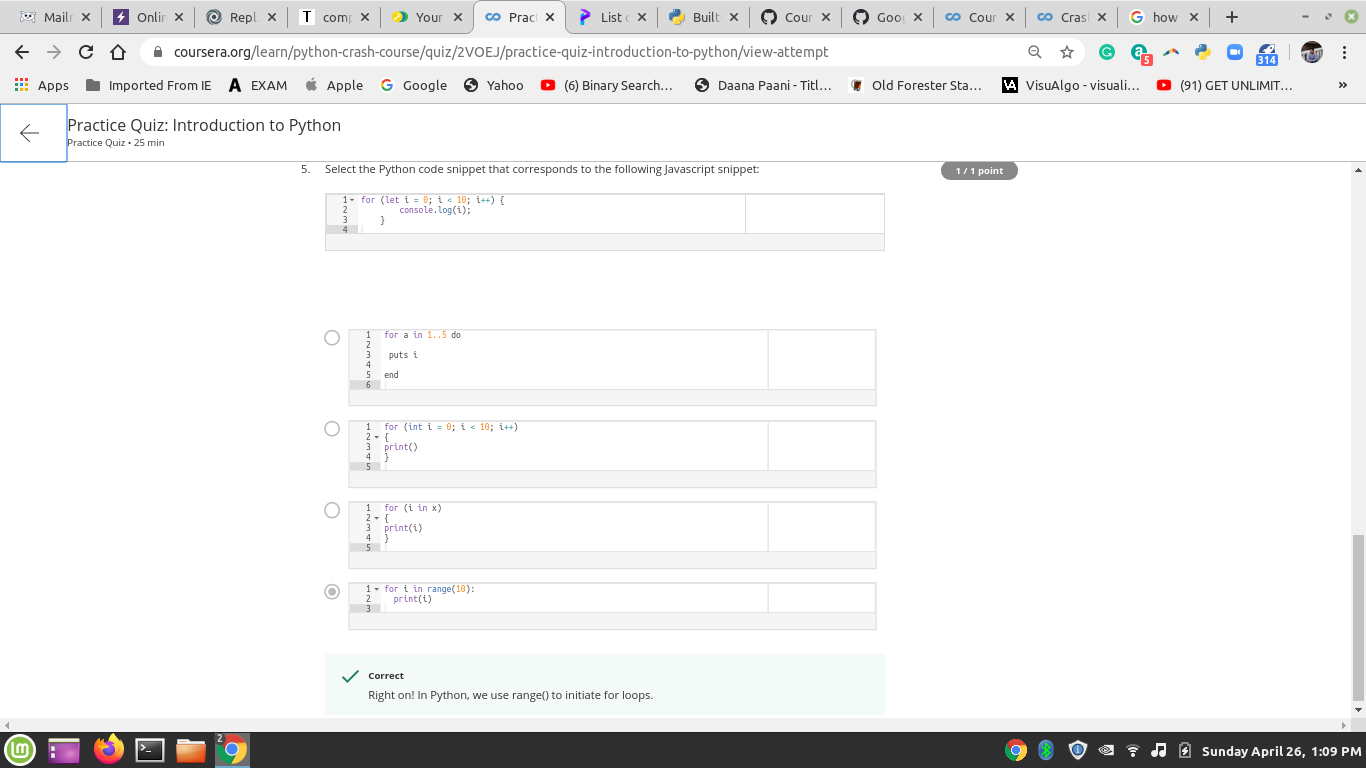 Mailr
Onlir
Repl.
T comp
Your
Prac
List c
Built
Cour
Goog
Cour
Cras
how
coursera.org/learn/python-crash-course/quiz/2VOEJ/practice-quiz-introduction-to-python/view-attempt
5
314
Apps
Imported From IE
A EXAM
Apple
G Google
Yahoo
(6) Binary Search...
Daana Paani - Titl...
Old Forester Sta...
VA VisuAlgo - visuali...
(91) GET UNLIMIT...
»
Practice Quiz: Introduction to Python
Practice Quiz • 25 min
5. Select the Python code snippet that corresponds to the following Javascript snippet:
1 / 1 point
1 for (let i = 0; i < 10; i++) {
2 console.log(i);
3 }
4
1 for a in 1..5 do
2
3 puts i
4
5 end
6
1 for (int i = 0; i < 10; i++)
2 {
3 print()
4 }
5
1 for (i in x)
2 {
3 print(i)
4 }
5
1 for i in range(10):
2 print(i)
3
Correct
Right on! In Python, we use range() to initiate for loops.
2
Sunday April 26, 1:09 PM